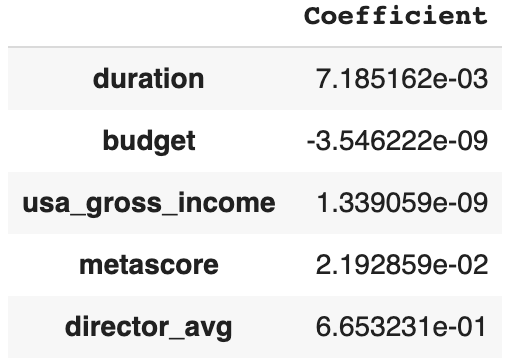 Coefficient
duration 7.185162e-03
budget -3.546222e-09
usa_gross_income 1.339059e-09
metascore 2.192859e-02
director_avg 6.653231e-01